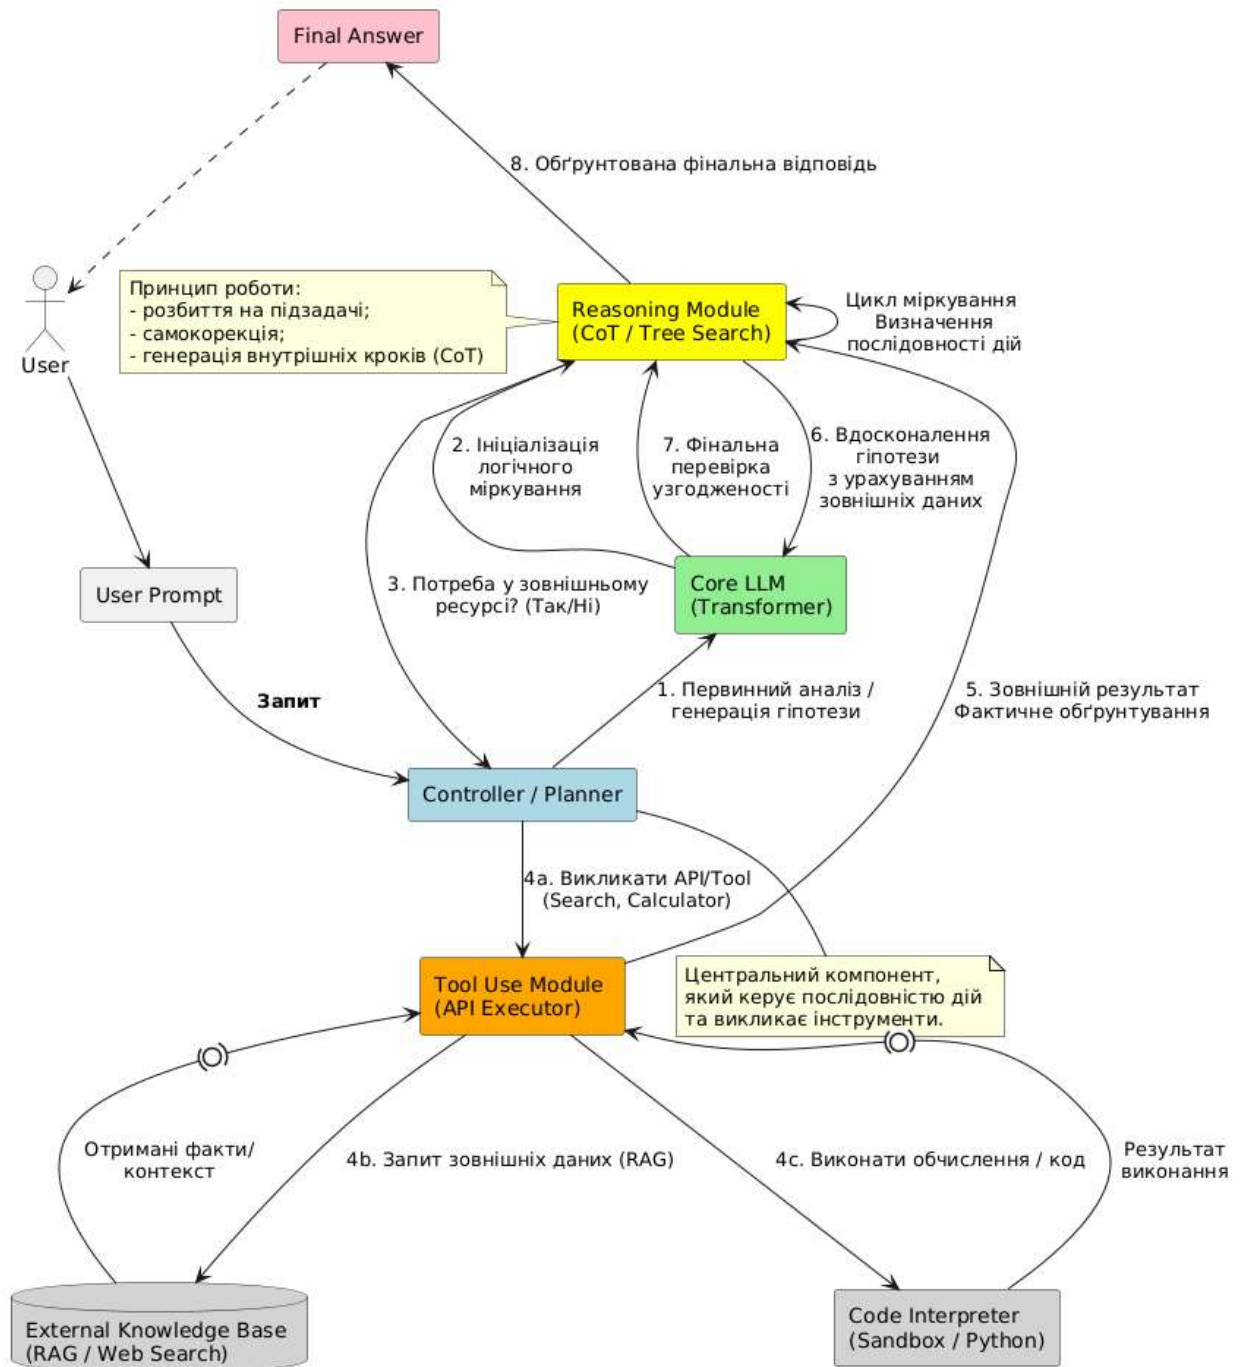 Final Answer
8. Обґрунтована фінальна відповідь
Принцип роботи:
- розбиття на підзадачі;
- самокорекція;
- генерація внутрішніх кроків (CoT)
Reasoning Module
(CoT / Tree Search)
Цикл міркування
Визначення
послідовності дій
User
2. Ініціалізація
логічного
міркування
7. Фінальна
перевірка
узгодженості
6. Вдосконалення
гіпотези
з урахуванням
зовнішніх даних
User Prompt
3. Потреба у зовнішньому
ресурсі? (Так/Ні)
Core LLM
(Transformer)
Запит
1. Первинний аналіз /
генерація гіпотези
5. Зовнішній результат
Фактичне обґрунтування
Controller / Planner
4a. Викликати API/Tool
(Search, Calculator)
Tool Use Module
(API Executor)
Центральний компонент,
який керує послідовністю дій
та викликає інструменти.
Отримані факти/
контекст
4b. Запит зовнішніх даних (RAG)
4c. Виконати обчислення / код
Результат
виконання
External Knowledge Base
(RAG / Web Search)
Code Interpreter
(Sandbox / Python)